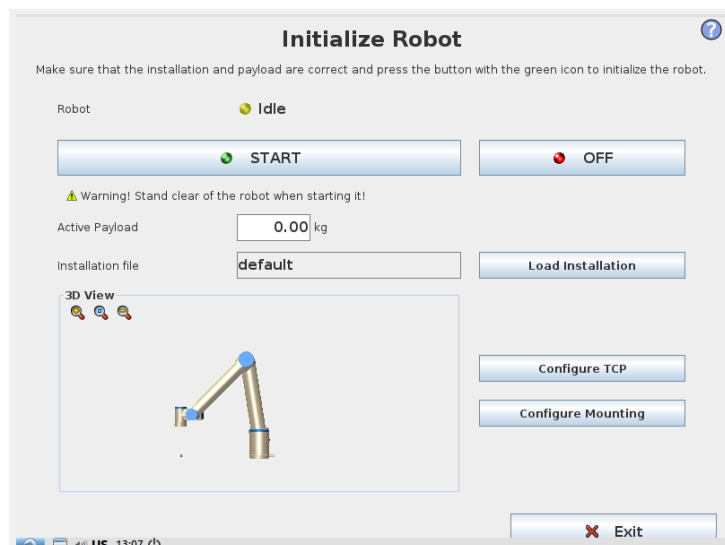 Initialize Robot
Make sure that the installation and payload are correct and press the button with the green icon to initialize the robot.
Robot
Idle
START
OFF
Warning! Stand clear of the robot when starting it!
Active Payload
0.00 kg
Installation file
default
Load Installation
3D View
Configure TCP
Configure Mounting
Exit
US 13:07